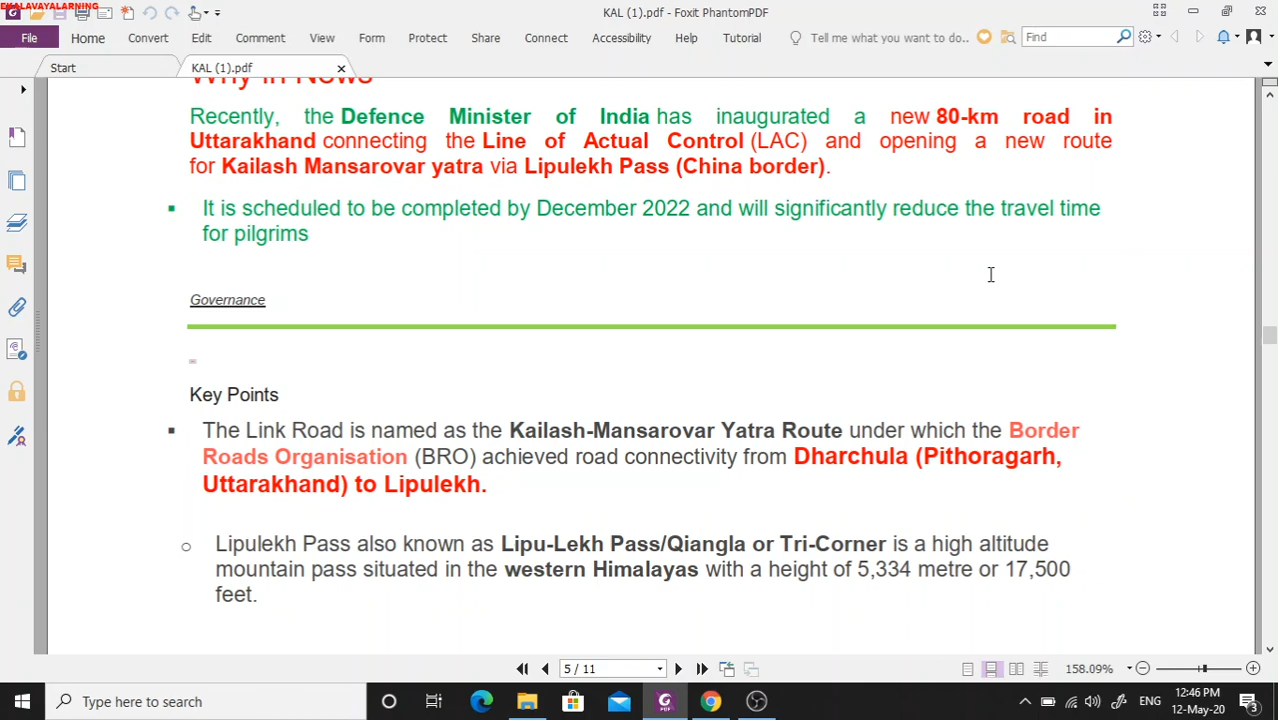 EKALAVAYALARNING
KAL (1).pdf - Foxit PhantomPDF
File Home Convert Edit Comment View Form Protect Share Connect Accessibility Help Tutorial Tell me what you want to do.. Find
Start KAL (1).pdf
Why in News
Recently, the Defence Minister of India has inaugurated a new 80-km road in
Uttarakhand connecting the Line of Actual Control (LAC) and opening a new route
for Kailash Mansarovar yatra via Lipulekh Pass (China border).
▪ It is scheduled to be completed by December 2022 and will significantly reduce the travel time
for pilgrims
Governance
Key Points
▪ The Link Road is named as the Kailash-Mansarovar Yatra Route under which the Border
Roads Organisation (BRO) achieved road connectivity from Dharchula (Pithoragarh,
Uttarakhand) to Lipulekh.
o Lipulekh Pass also known as Lipu-Lekh Pass/Qiangla or Tri-Corner is a high altitude
mountain pass situated in the western Himalayas with a height of 5,334 metre or 17,500
feet.
5 / 11 158.09%
Type here to search ENG 12:46 PM
12-May-20 3